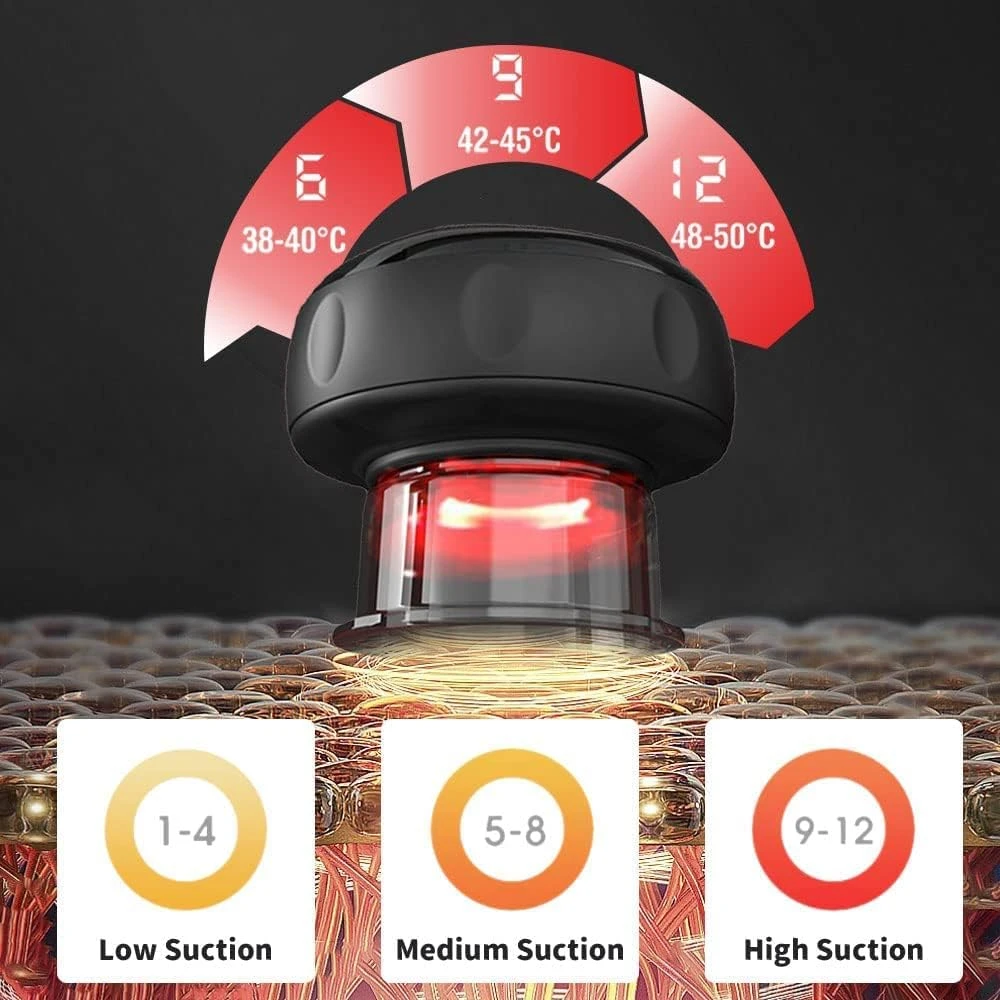 6
38-40°C
9
42-45°C
12
48-50°C
1-4
Low Suction
5-8
Medium Suction
9-12
High Suction